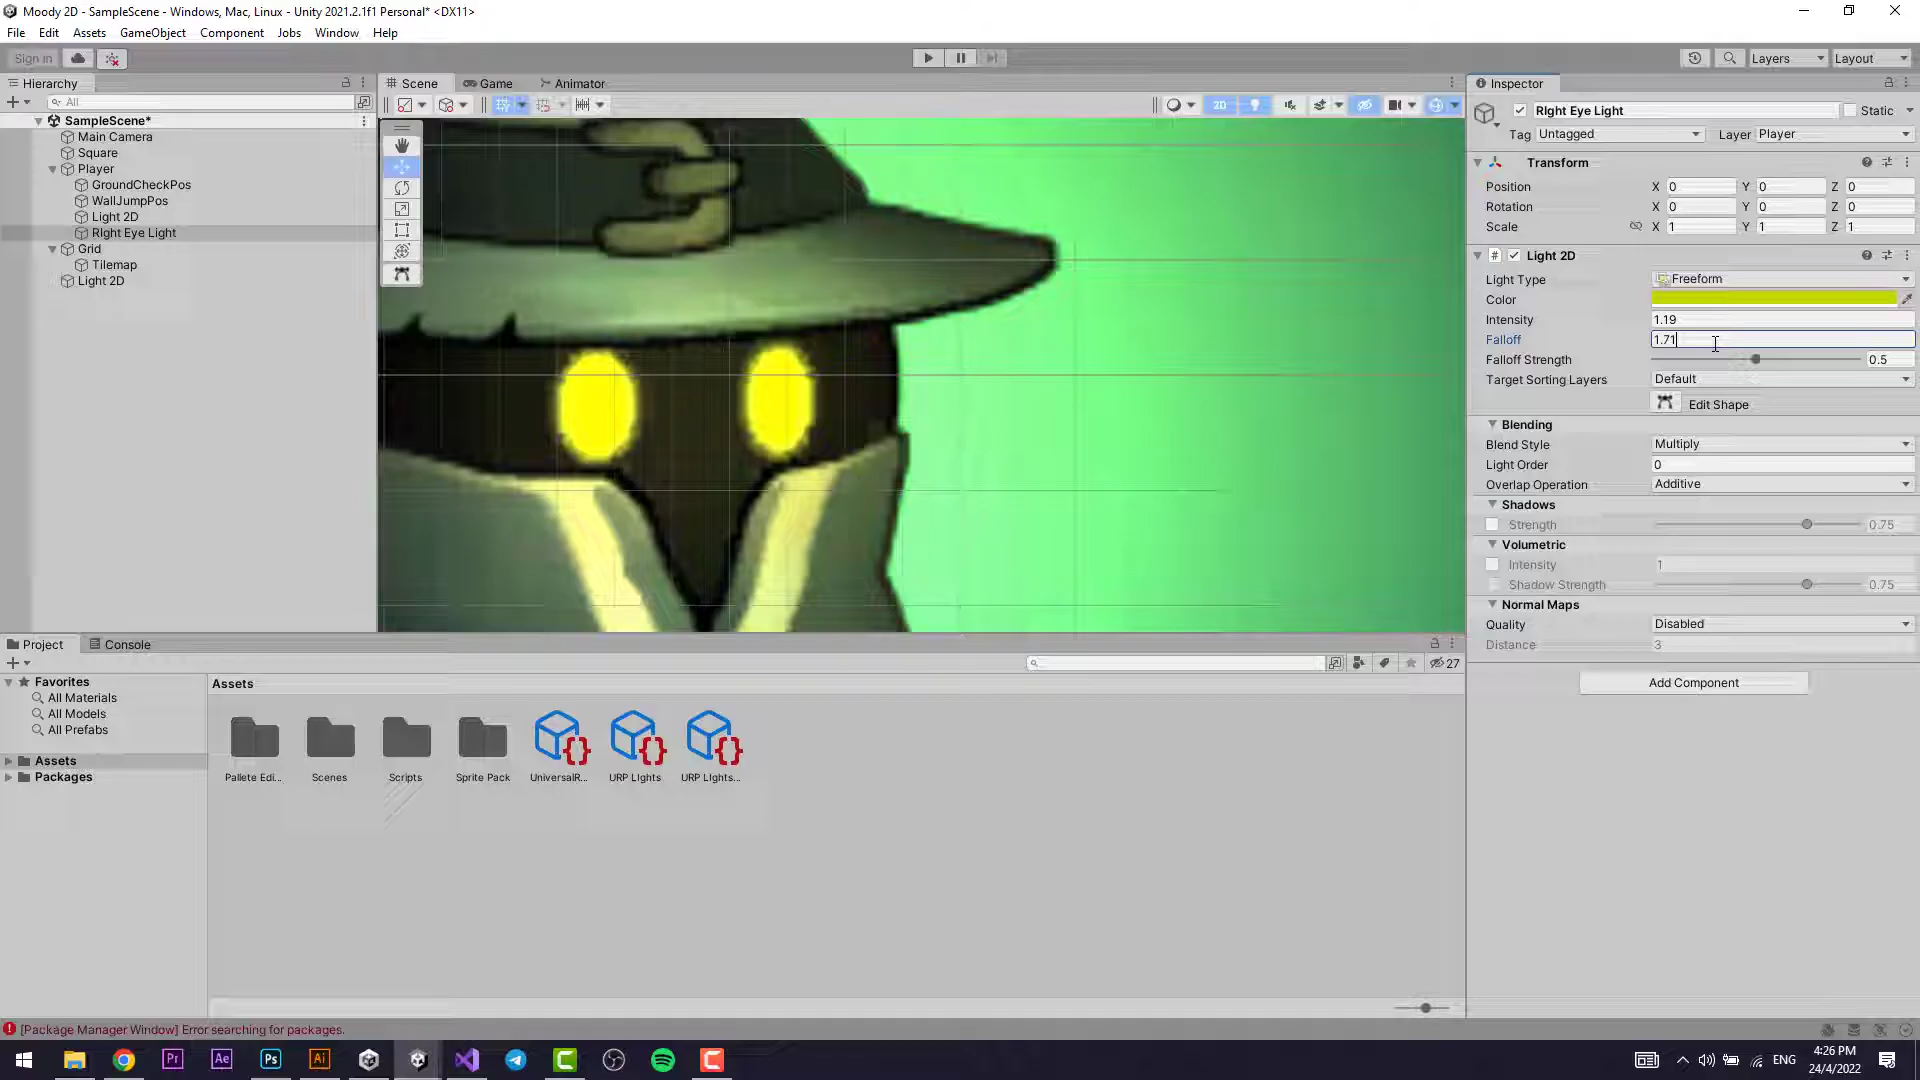 Moody 2D - SampleScene - Windows, Mac, Linux - Unity 2021.2.1f1 Personal* <DX11>
File Edit Assets GameObject Component Jobs Window Help
Sign in
Layers Layout
Hierarchy
Scene Game Animator
Inspector
All
2D
RIght Eye Light Static
Tag Untagged Layer Player
SampleScene*
Main Camera
Square
Player
GroundCheckPos
WallJumpPos
Light 2D
RIght Eye Light
Grid
Tilemap
Light 2D
Transform
Position X 0 Y 0 Z 0
Rotation X 0 Y 0 Z 0
Scale X 1 Y 1 Z 1
Light 2D
Light Type Freeform
Color
Intensity 1.19
Falloff 1.71
Falloff Strength 0.5
Target Sorting Layers Default
Edit Shape
Blending
Blend Style Multiply
Light Order 0
Overlap Operation Additive
Shadows
Strength 0.75
Volumetric
Intensity 1
Shadow Strength 0.75
Normal Maps
Quality Disabled
Distance 3
Add Component
Project Console
27
Favorites
All Materials
All Models
All Prefabs
Assets
Packages
Assets
Pallete Edi... Scenes Scripts Sprite Pack UniversalR... URP LIghts URP LIghts...
[Package Manager Window] Error searching for packages.
Pr Ae Ps Ai
ENG
4:26 PM
24/4/2022